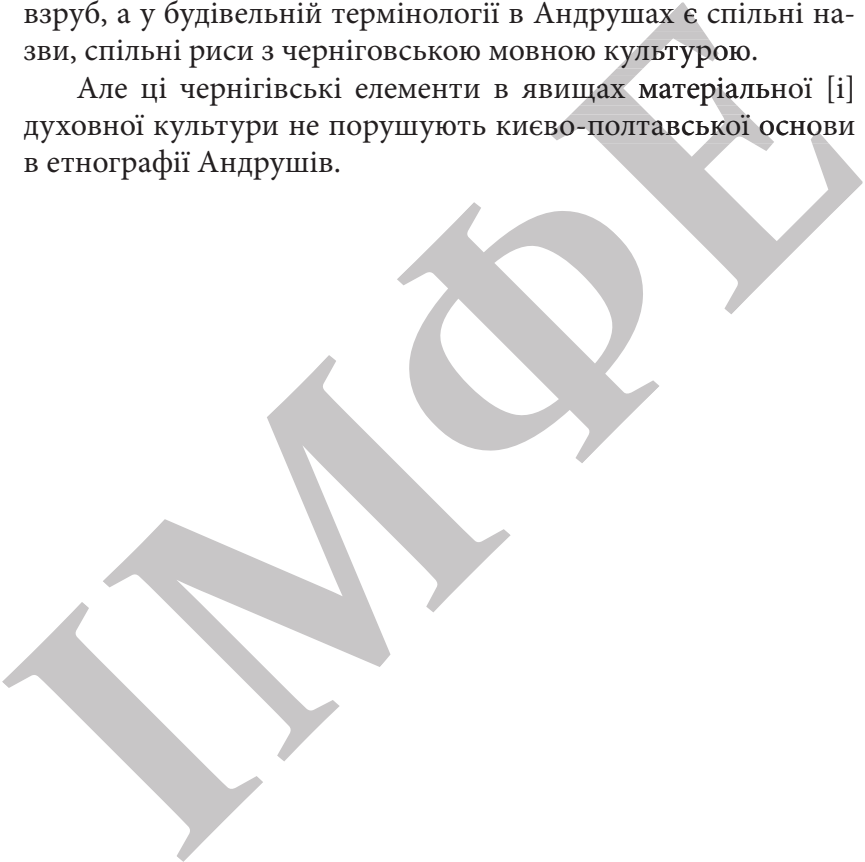 взруб, а у будівельній термінології в Андрушах є спільні на-
зви, спільні риси з черніговською мовною культурою.
Але ці чернігівські елементи в явищах матеріальної [і]
духовної культури не порушують києво-полтавської основи
в етнографії Андрушів.
ІМФЕ